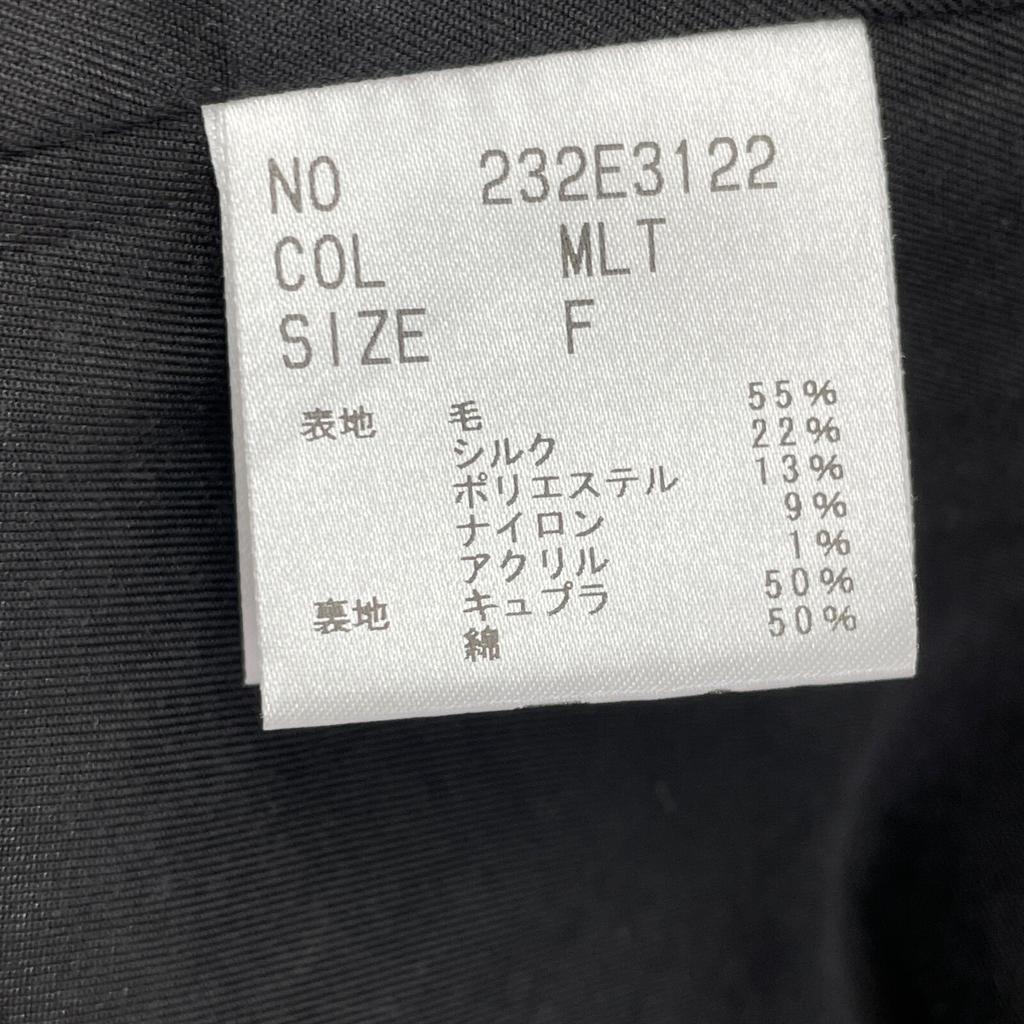 NO 232E3122
COL MLT
SIZE F
表地 毛 55%
シルク 22%
ポリエステル 13%
ナイロン 9%
アクリル 1%
裏地 キュプラ 50%
綿 50%